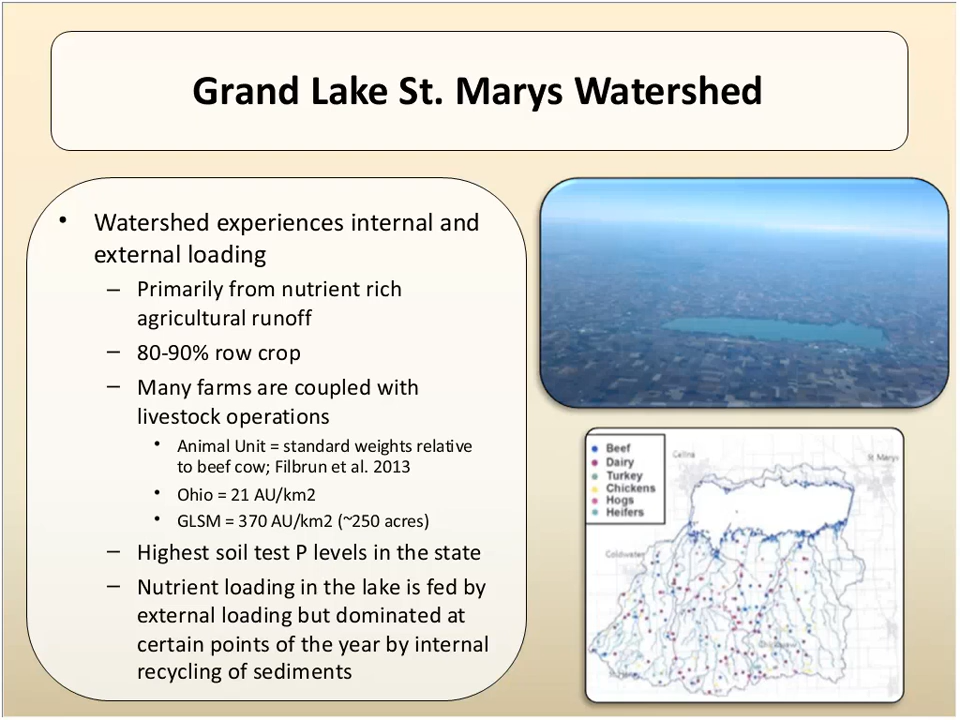 Grand Lake St. Marys Watershed
• Watershed experiences internal and
external loading
– Primarily from nutrient rich
agricultural runoff
– 80-90% row crop
– Many farms are coupled with
livestock operations
• Animal Unit = standard weights relative
to beef cow; Filbrun et al. 2013
• Ohio = 21 AU/km2
• GLSM = 370 AU/km2 (~250 acres)
– Highest soil test P levels in the state
– Nutrient loading in the lake is fed by
external loading but dominated at
certain points of the year by internal
recycling of sediments
Beef
Dairy
Turkey
Chickens
Hogs
Heifers
Celina
St Marys
Coldwater